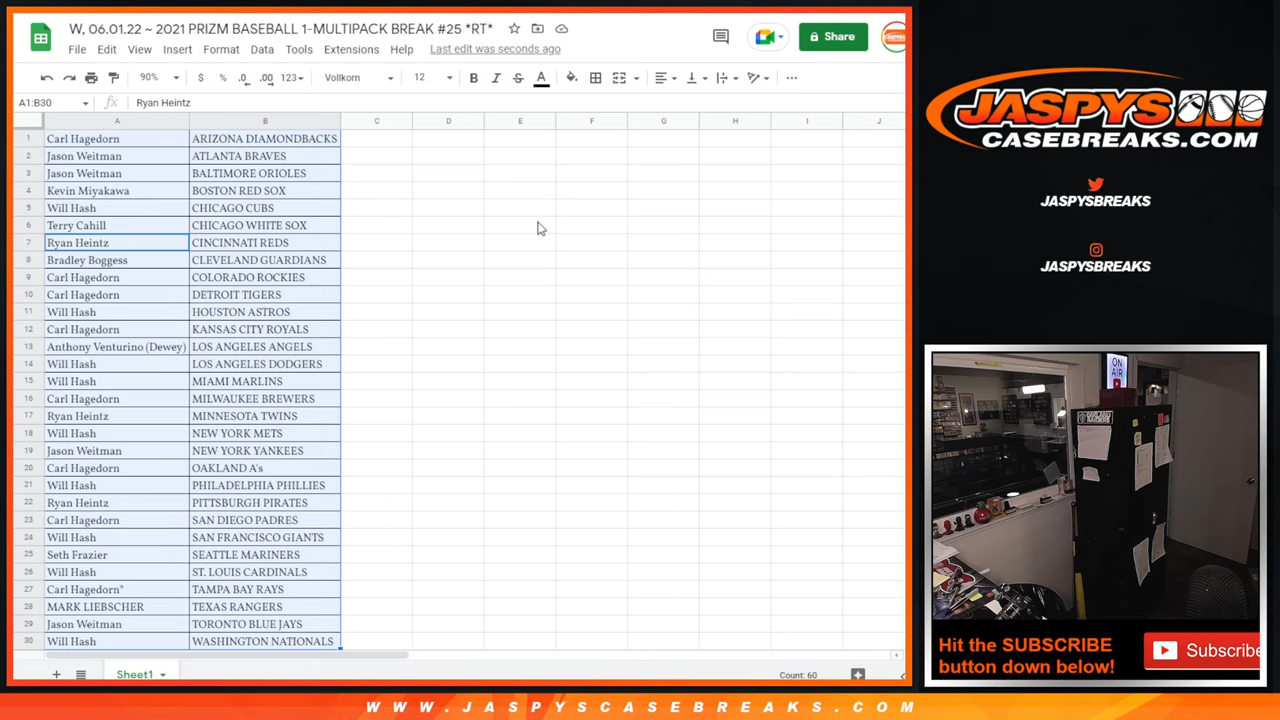 W, 06.01.22 ~ 2021 PRIZM BASEBALL 1-MULTIPACK BREAK #25 *RT*
File Edit View Insert Format Data Tools Extensions Help Last edit was seconds ago
Share
90% $ % .0 .00 123 Vollkorn 12 B I S A
A1:B30 fx Ryan Heintz
A B C D E F G H I J
1 Carl Hagedorn ARIZONA DIAMONDBACKS
2 Jason Weitman ATLANTA BRAVES
3 Jason Weitman BALTIMORE ORIOLES
4 Kevin Miyakawa BOSTON RED SOX
5 Will Hash CHICAGO CUBS
6 Terry Cahill CHICAGO WHITE SOX
7 Ryan Heintz CINCINNATI REDS
8 Bradley Boggess CLEVELAND GUARDIANS
9 Carl Hagedorn COLORADO ROCKIES
10 Carl Hagedorn DETROIT TIGERS
11 Will Hash HOUSTON ASTROS
12 Carl Hagedorn KANSAS CITY ROYALS
13 Anthony Venturino (Dewey) LOS ANGELES ANGELS
14 Will Hash LOS ANGELES DODGERS
15 Will Hash MIAMI MARLINS
16 Carl Hagedorn MILWAUKEE BREWERS
17 Ryan Heintz MINNESOTA TWINS
18 Will Hash NEW YORK METS
19 Jason Weitman NEW YORK YANKEES
20 Carl Hagedorn OAKLAND A's
21 Will Hash PHILADELPHIA PHILLIES
22 Ryan Heintz PITTSBURGH PIRATES
23 Carl Hagedorn SAN DIEGO PADRES
24 Will Hash SAN FRANCISCO GIANTS
25 Seth Frazier SEATTLE MARINERS
26 Will Hash ST. LOUIS CARDINALS
27 Carl Hagedorn* TAMPA BAY RAYS
28 MARK LIEBSCHER TEXAS RANGERS
29 Jason Weitman TORONTO BLUE JAYS
30 Will Hash WASHINGTON NATIONALS
Sheet1
Count: 60
JASPYS
CASEBREAKS.COM
JASPYSBREAKS
JASPYSBREAKS
ON
AIR
Hit the SUBSCRIBE
button down below!
Subscribe
WWW.JASPYSCASEBREAKS.COM